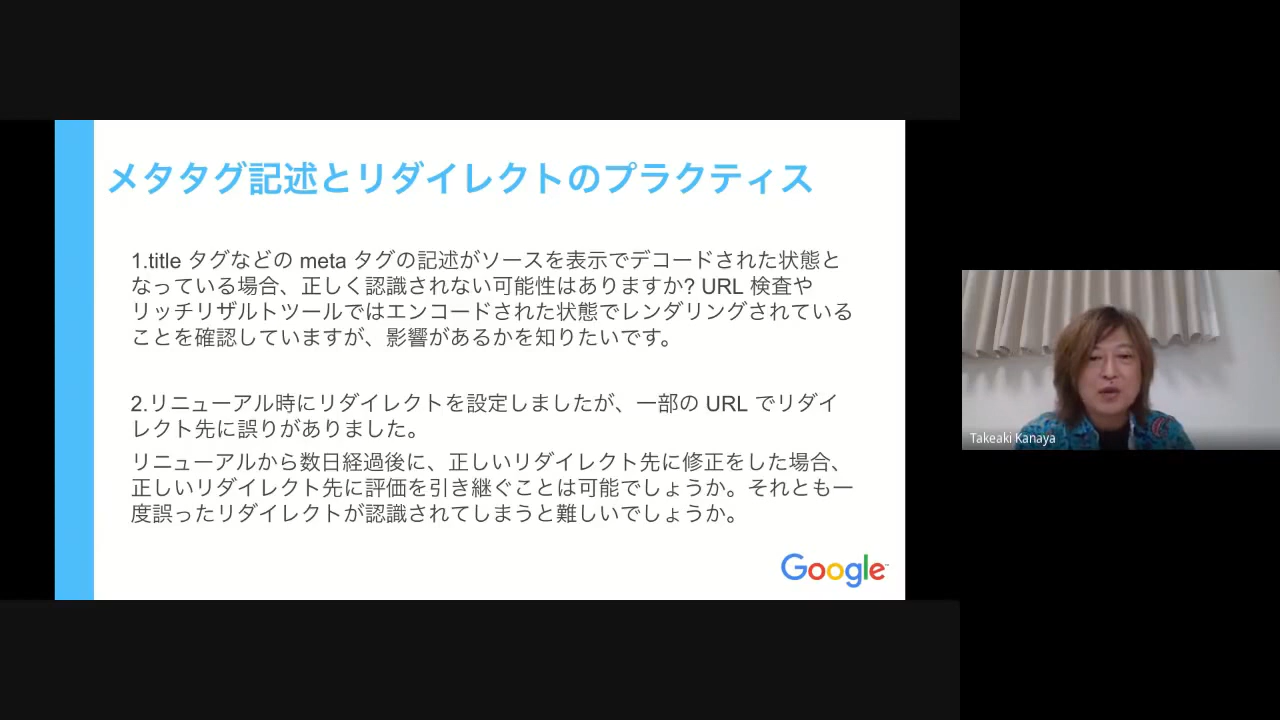 メタタグ記述とリダイレクトのプラクティス
1.title タグなどの meta タグの記述がソースを表示でデコードされた状態と
なっている場合、正しく認識されない可能性はありますか? URL 検査や
リッチリザルトツールではエンコードされた状態でレンダリングされている
ことを確認していますが、影響があるかを知りたいです。
2.リニューアル時にリダイレクトを設定しましたが、一部の URL でリダイ
レクト先に誤りがありました。
リニューアルから数日経過後に、正しいリダイレクト先に修正をした場合、
正しいリダイレクト先に評価を引き継ぐことは可能でしょうか。それとも一
度誤ったリダイレクトが認識されてしまうと難しいでしょうか。
Google
Takeaki Kanaya